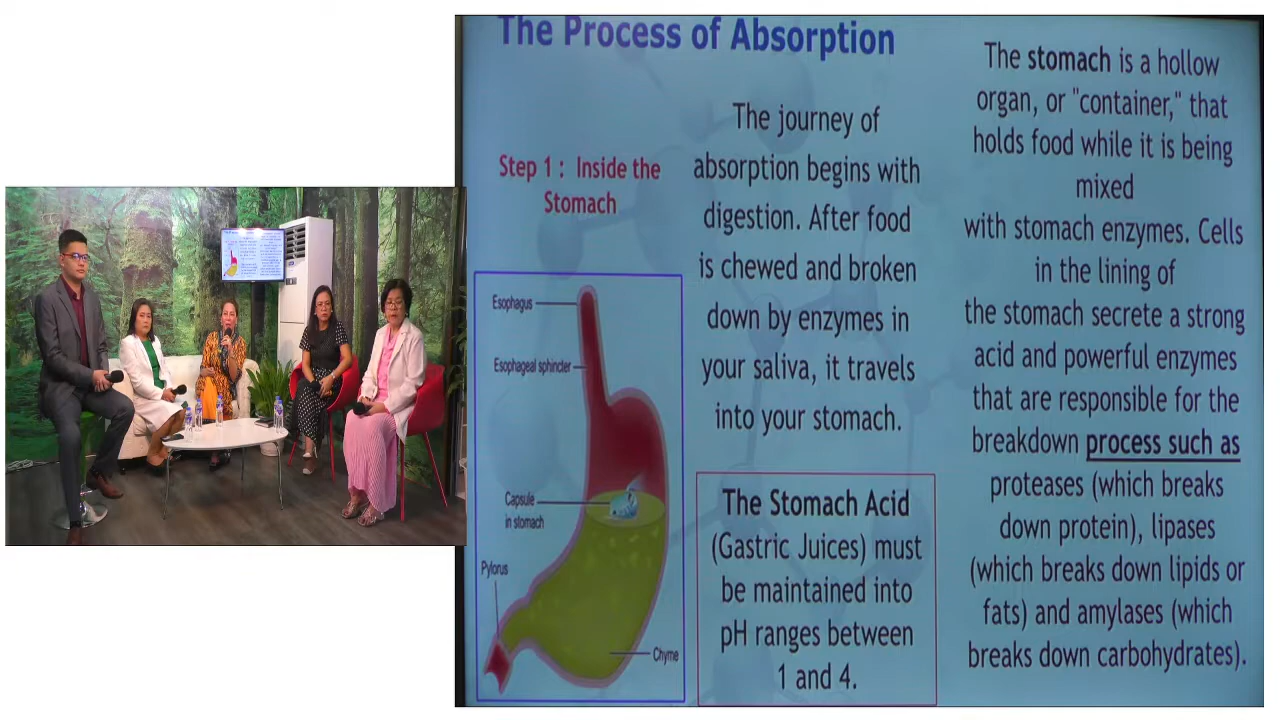 The Process of Absorption
Step 1 : Inside the
Stomach
Esophagus
Esophageal sphincter
Capsule
in stomach
Pylorus
Chyme
The journey of
absorption begins with
digestion. After food
is chewed and broken
down by enzymes in
your saliva, it travels
into your stomach.
The Stomach Acid
(Gastric Juices) must
be maintained into
pH ranges between
1 and 4.
The stomach is a hollow
organ, or "container," that
holds food while it is being
mixed
with stomach enzymes. Cells
in the lining of
the stomach secrete a strong
acid and powerful enzymes
that are responsible for the
breakdown process such as
proteases (which breaks
down protein), lipases
(which breaks down lipids or
fats) and amylases (which
breaks down carbohydrates).